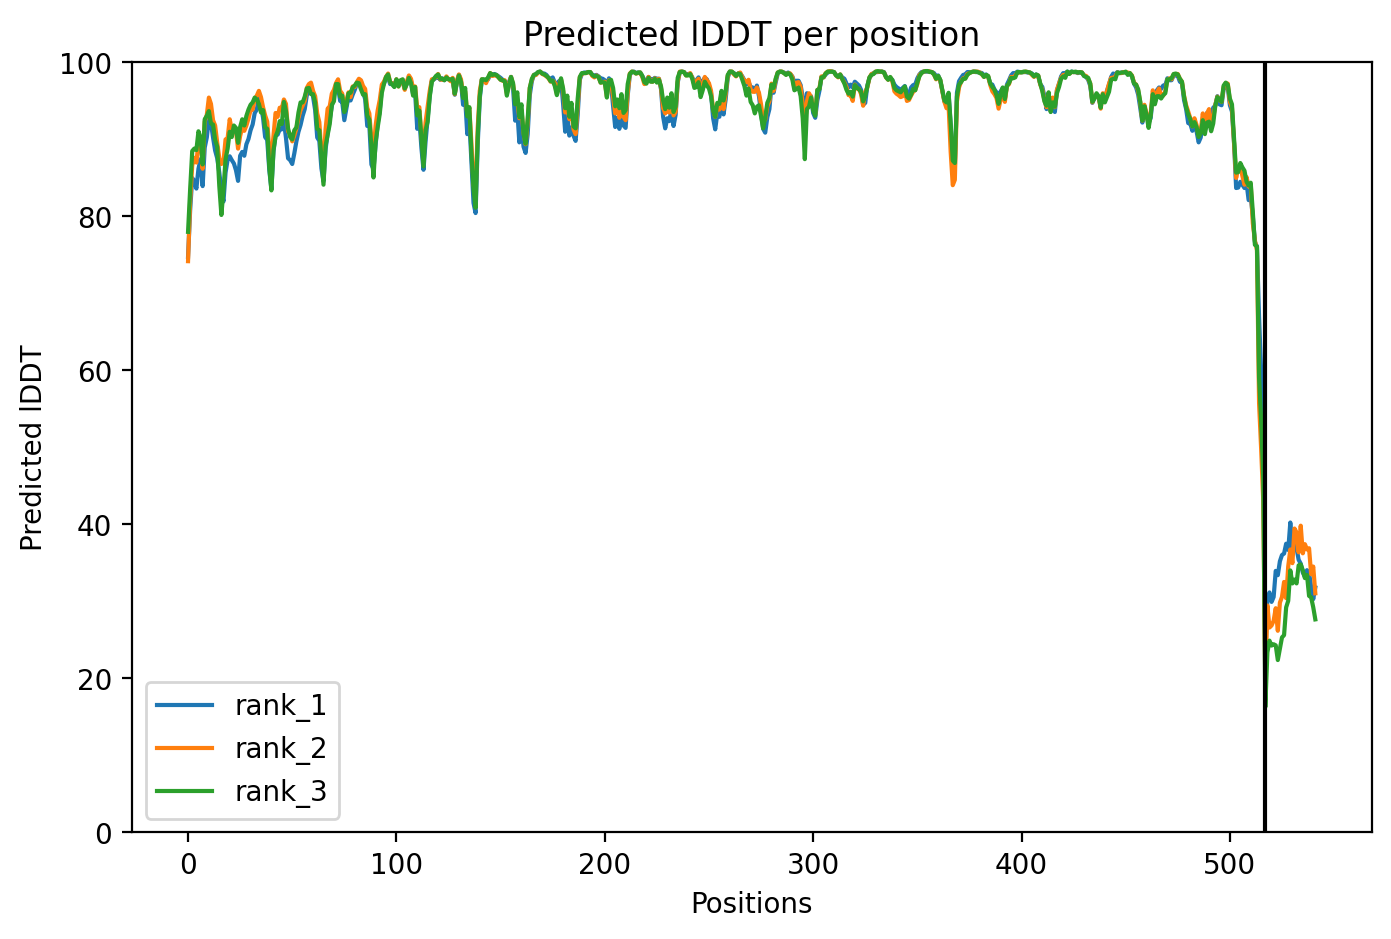 Predicted lDDT per position
100
80
60
40
20
0
Predicted lDDT
rank_1
rank_2
rank_3
0 100 200 300 400 500
Positions